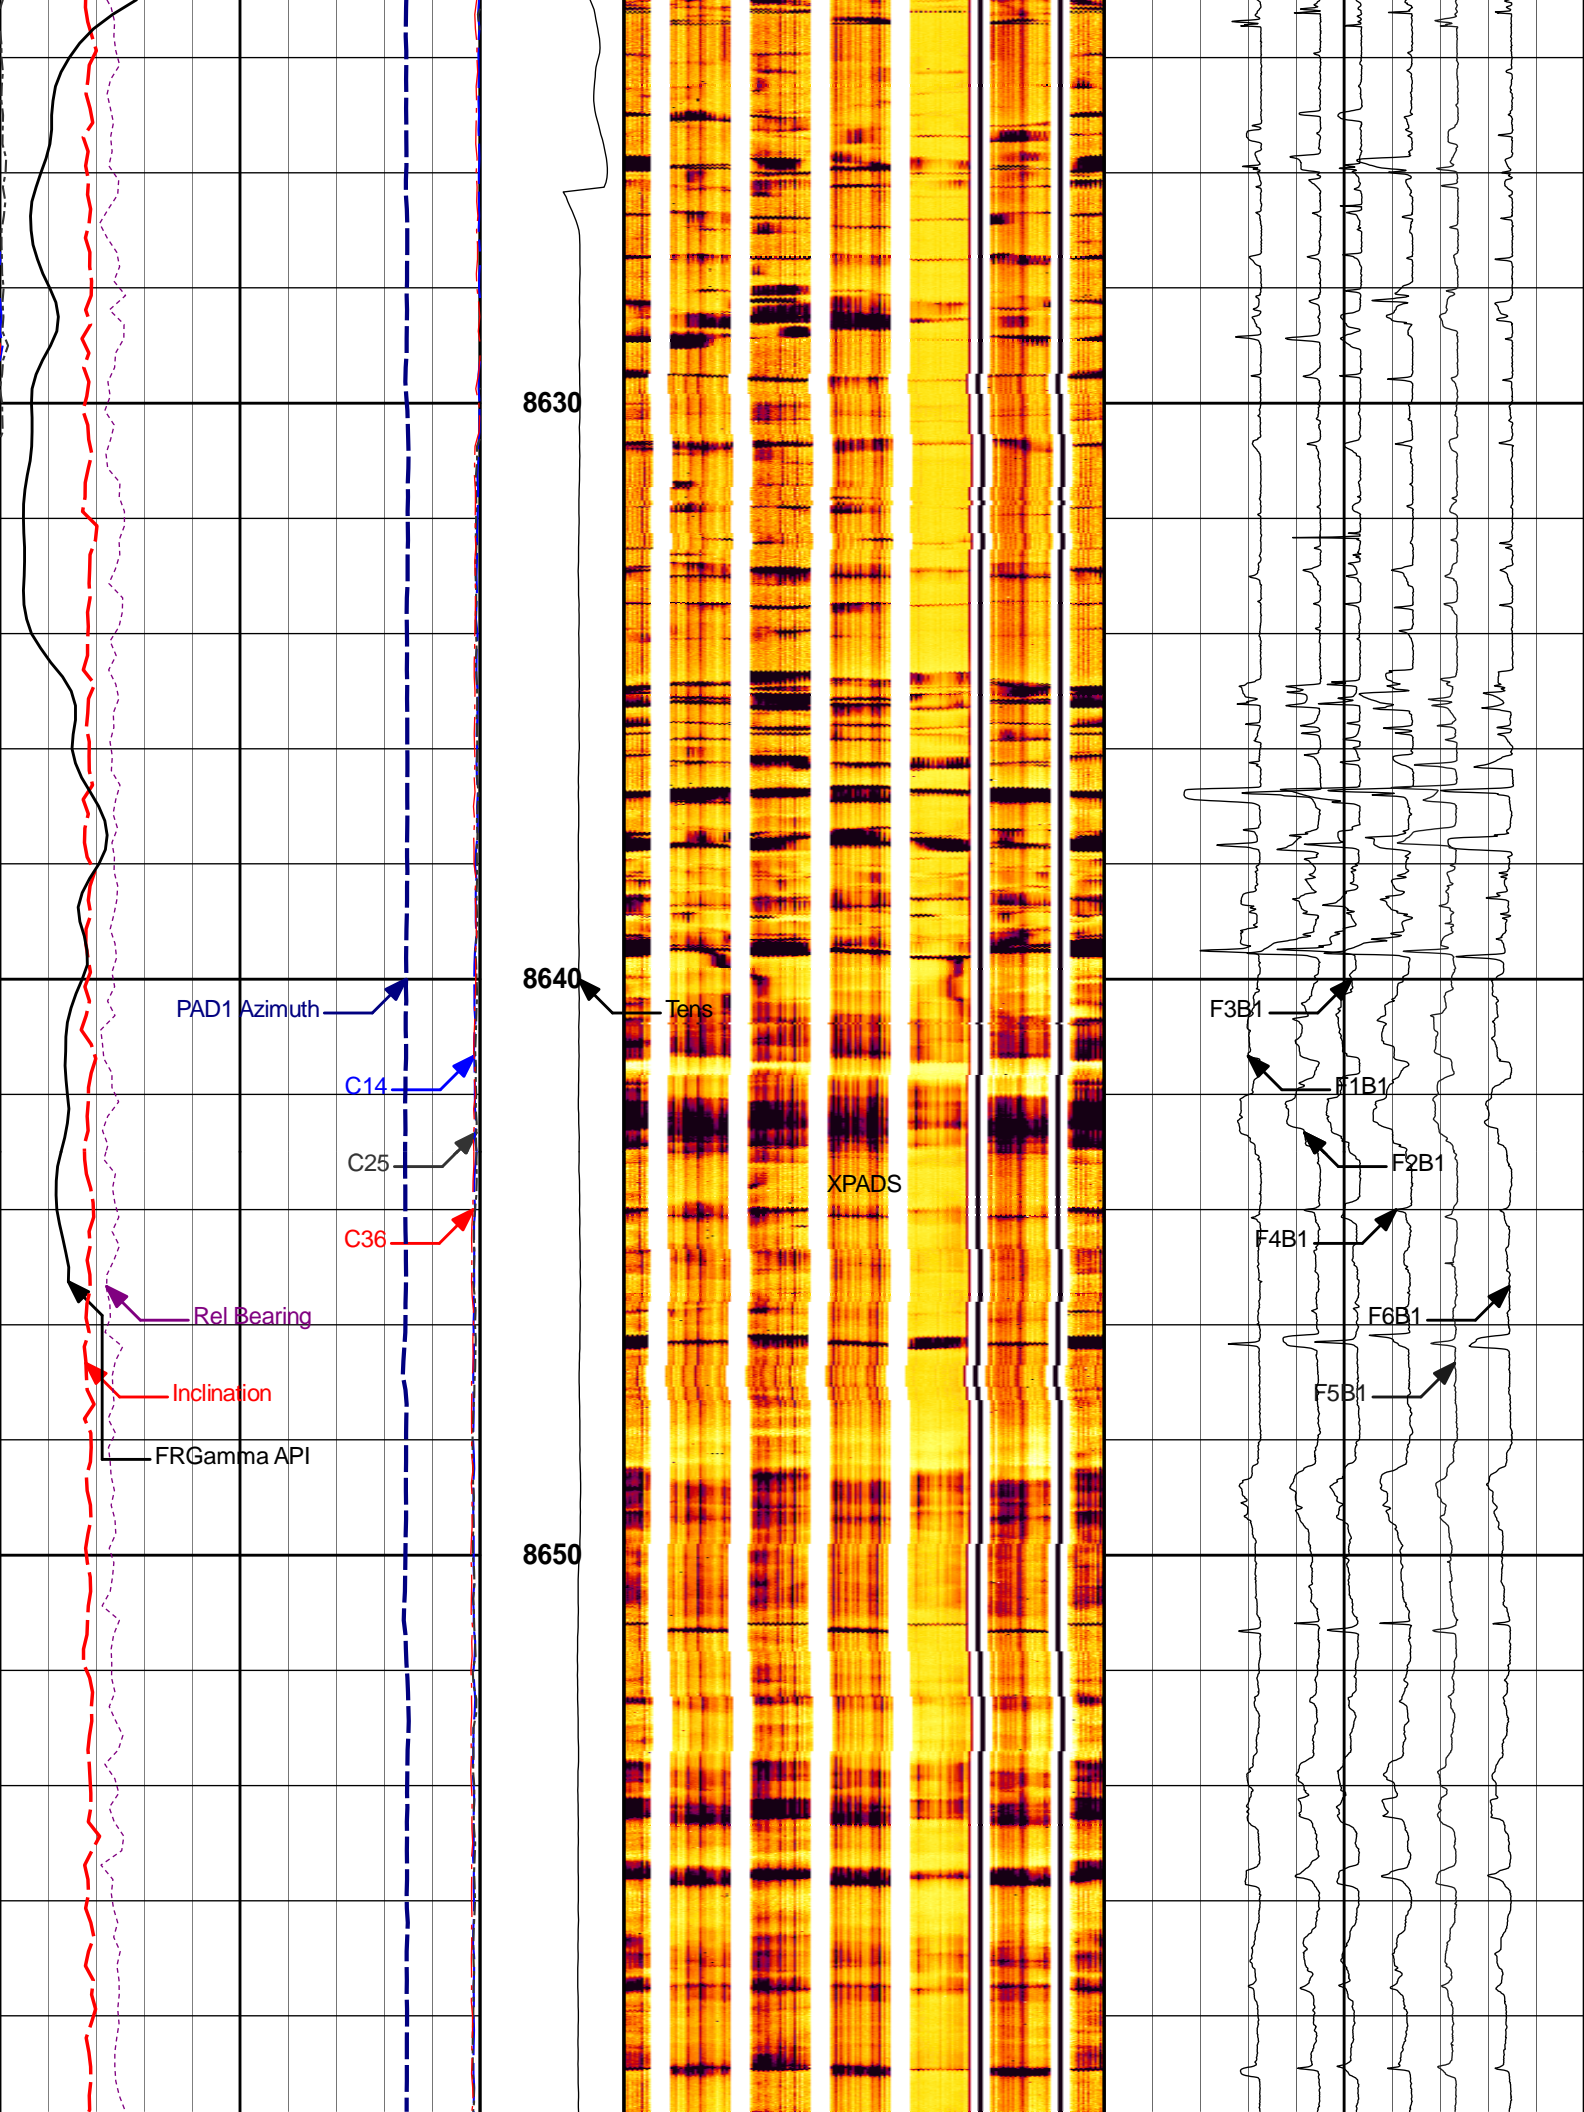 8630
8640
PAD1 Azimuth
Tens
F3B1
C14
F1B1
C25
F2B1
XPADS
C36
F4B1
Rel Bearing
F6B1
Inclination
F5B1
FRGamma API
8650